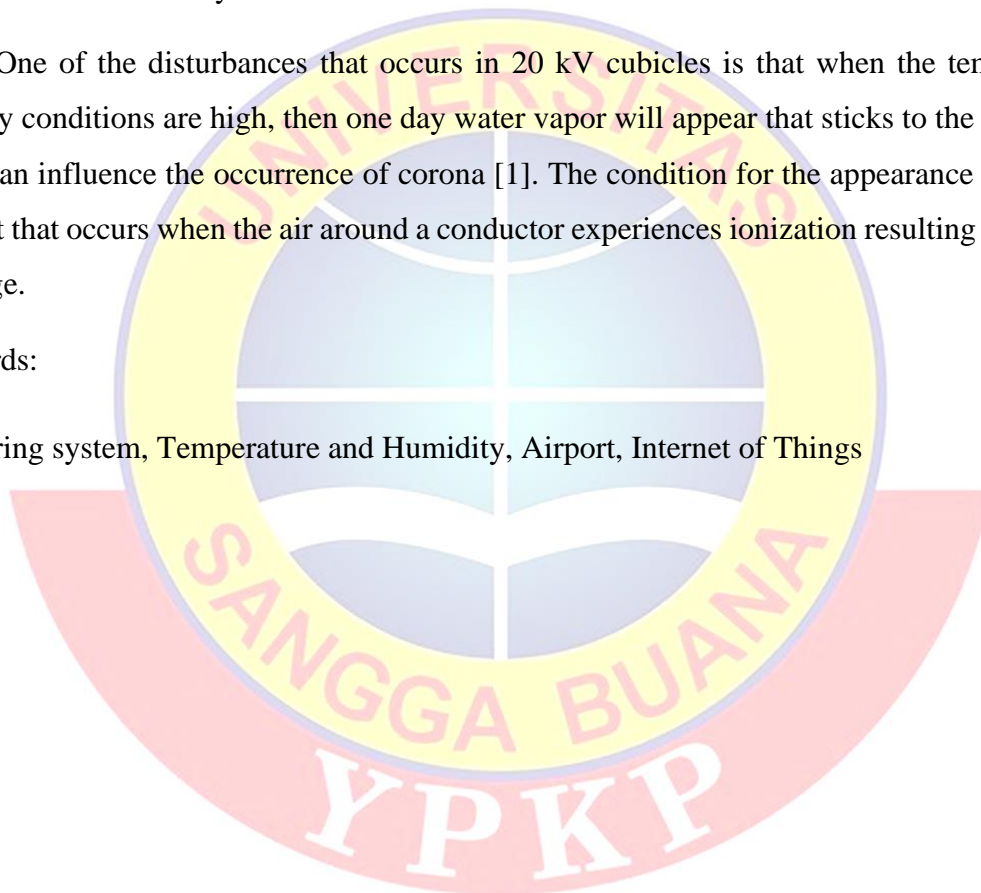 One of the disturbances that occurs in 20 kV cubicles is that when the
y conditions are high, then one day water vapor will appear that sticks to the
an influence the occurrence of corona [1]. The condition for the appearance
t that occurs when the air around a conductor experiences ionization resulting
ge.
rds:
ring system, Temperature and Humidity, Airport, Internet of Things
UNIVERSITAS
SANGGA BUANA
YPKP